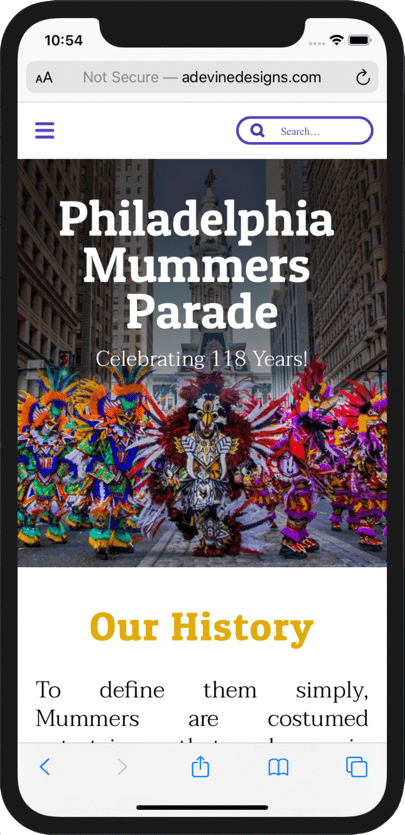 10:54
AA Not Secure — adevinedesigns.com
Search...
Philadelphia
Mummers
Parade
Celebrating 118 Years!
Our History
To define them simply,
Mummers are costumed